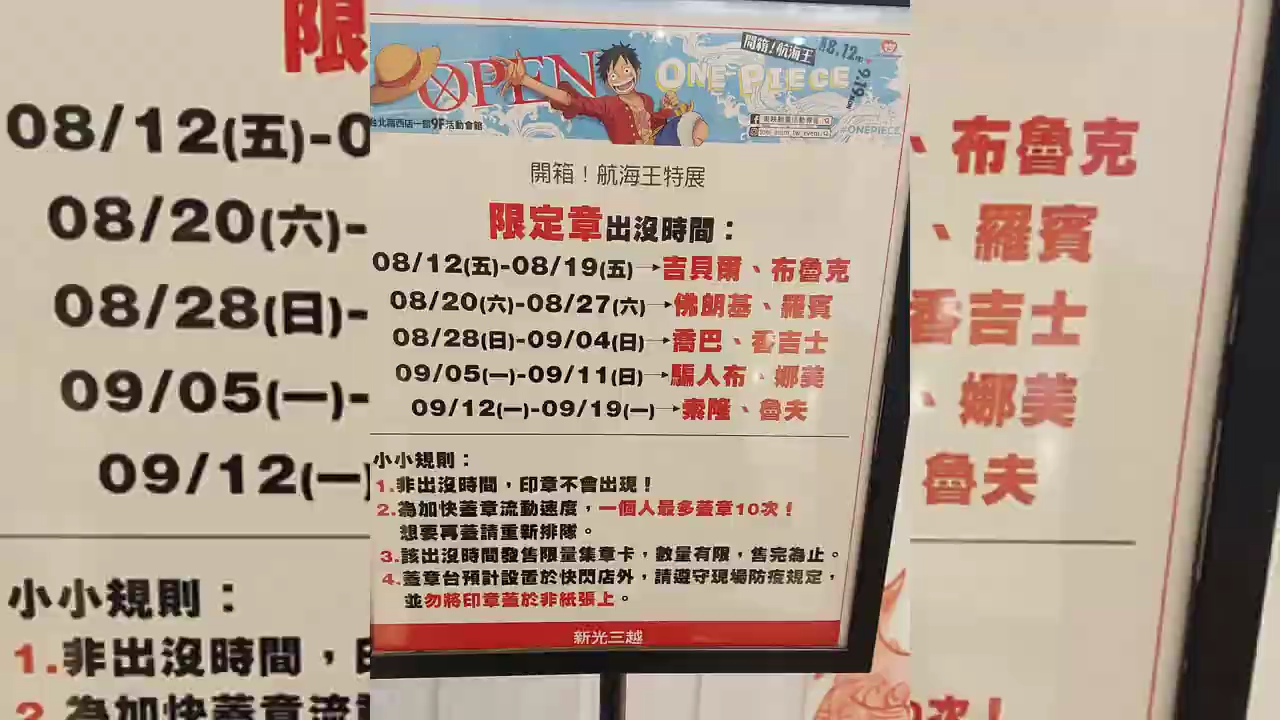 OPEN
ONE PIECE
開箱！航海王
8.12
9.19
台北南西店一館9F活動會館
#ONEPIECE
開箱！航海王特展
限定章出沒時間：
08/12(五)-08/19(五)→吉貝爾、布魯克
08/20(六)-08/27(六)→佛朗基、羅賓
08/28(日)-09/04(日)→喬巴、香吉士
09/05(一)-09/11(日)→騙人布、娜美
09/12(一)-09/19(一)→索隆、魯夫
小小規則：
1.非出沒時間，印章不會出現！
2.為加快蓋章流動速度，一個人最多蓋章10次！
想要再蓋請重新排隊。
3.該出沒時間發售限量集章卡，數量有限，售完為止。
4.蓋章台預計設置於快閃店外，請遵守現場防疫規定，
並勿將印章蓋於非紙張上。
新光三越